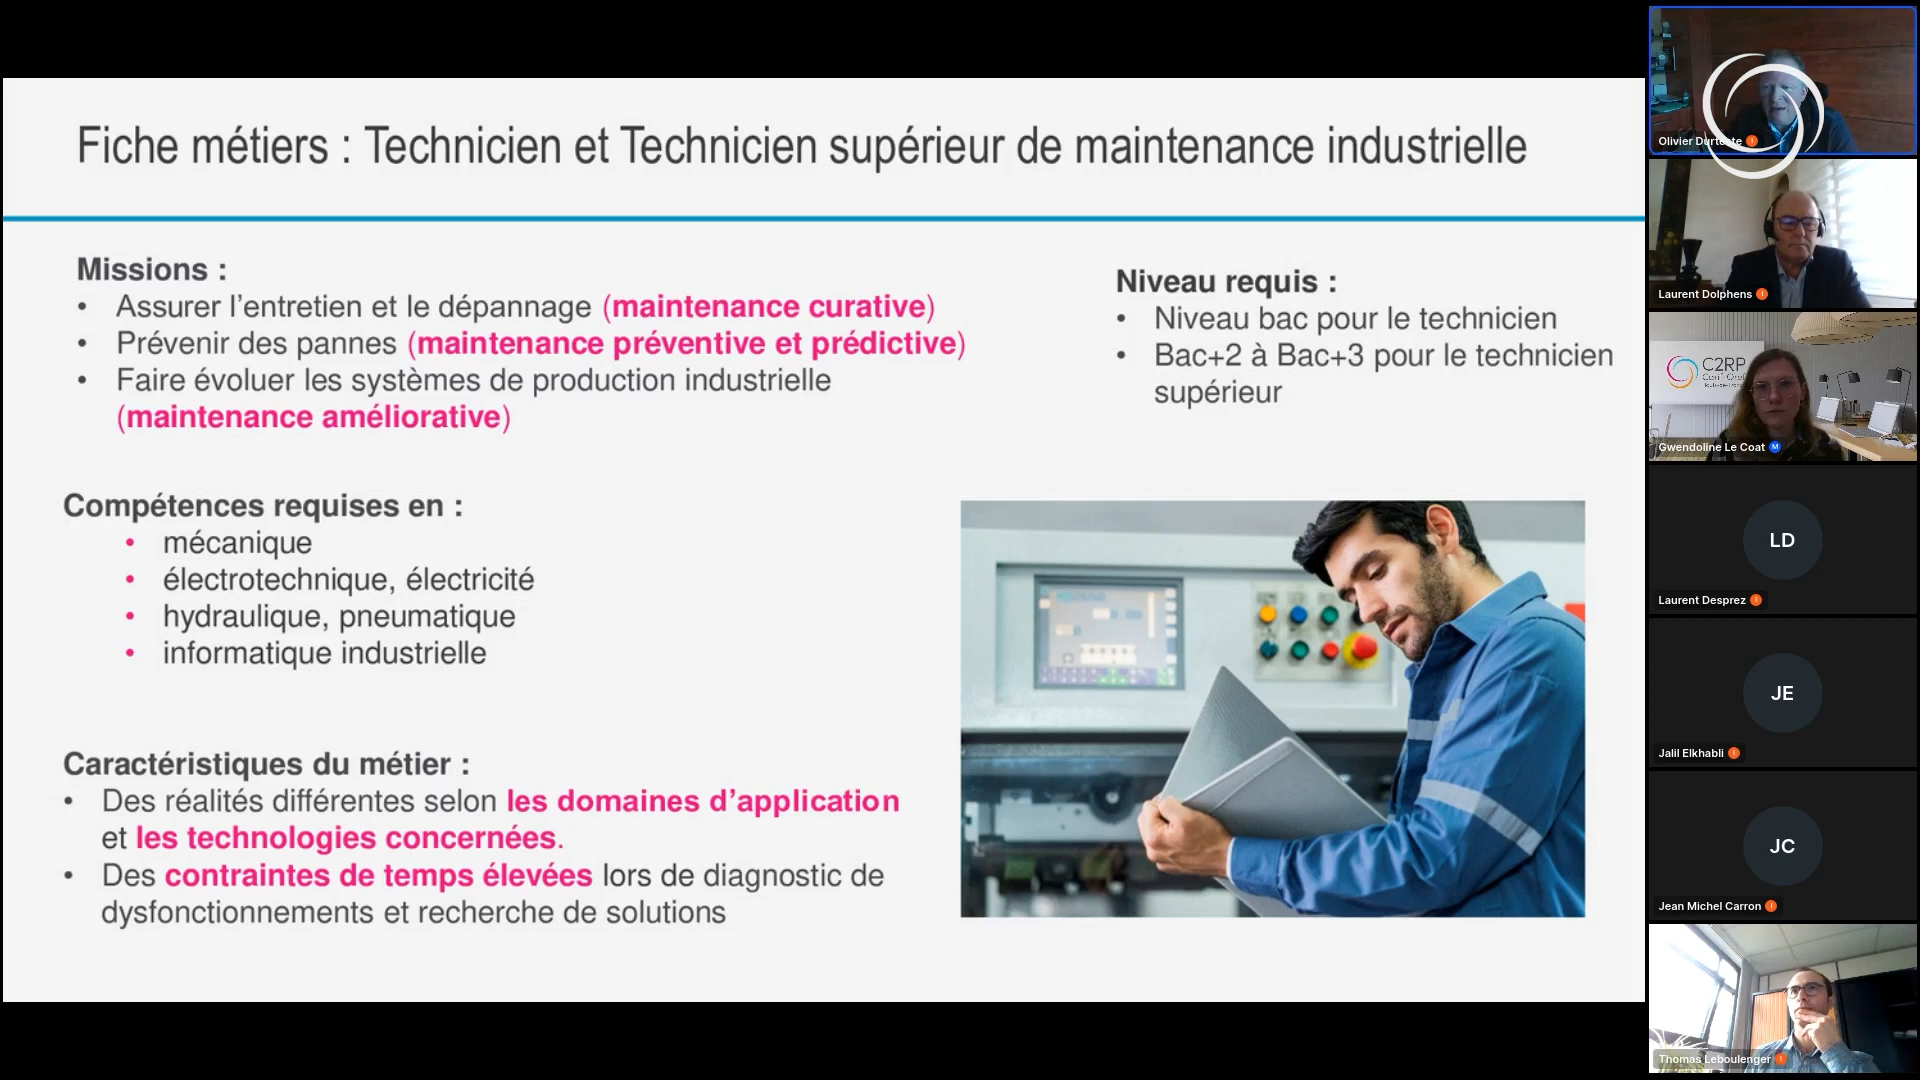 Fiche métiers : Technicien et Technicien supérieur de maintenance industrielle
Missions :
• Assurer l’entretien et le dépannage (maintenance curative)
• Prévenir des pannes (maintenance préventive et prédictive)
• Faire évoluer les systèmes de production industrielle
(maintenance améliorative)
Niveau requis :
• Niveau bac pour le technicien
• Bac+2 à Bac+3 pour le technicien
supérieur
Compétences requises en :
• mécanique
• électrotechnique, électricité
• hydraulique, pneumatique
• informatique industrielle
Caractéristiques du métier :
• Des réalités différentes selon les domaines d’application
et les technologies concernées.
• Des contraintes de temps élevées lors de diagnostic de
dysfonctionnements et recherche de solutions
Olivier
Laurent Dolphens
C2RP
Gwendoline Le Coat
M
LD
Laurent Desprez
JE
Jalil Elkhabli
JC
Jean Michel Carron
Thomas Leboulenger